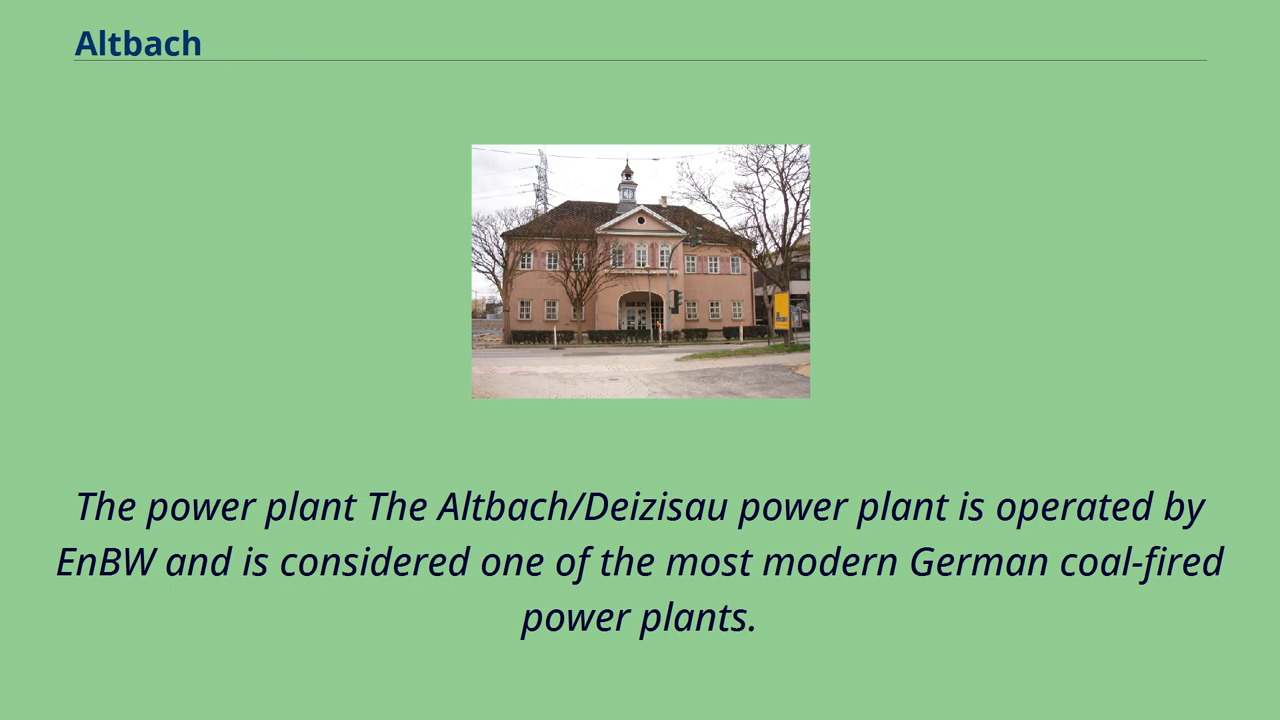 Altbach
The power plant The Altbach/Deizisau power plant is operated by
EnBW and is considered one of the most modern German coal-fired
power plants.